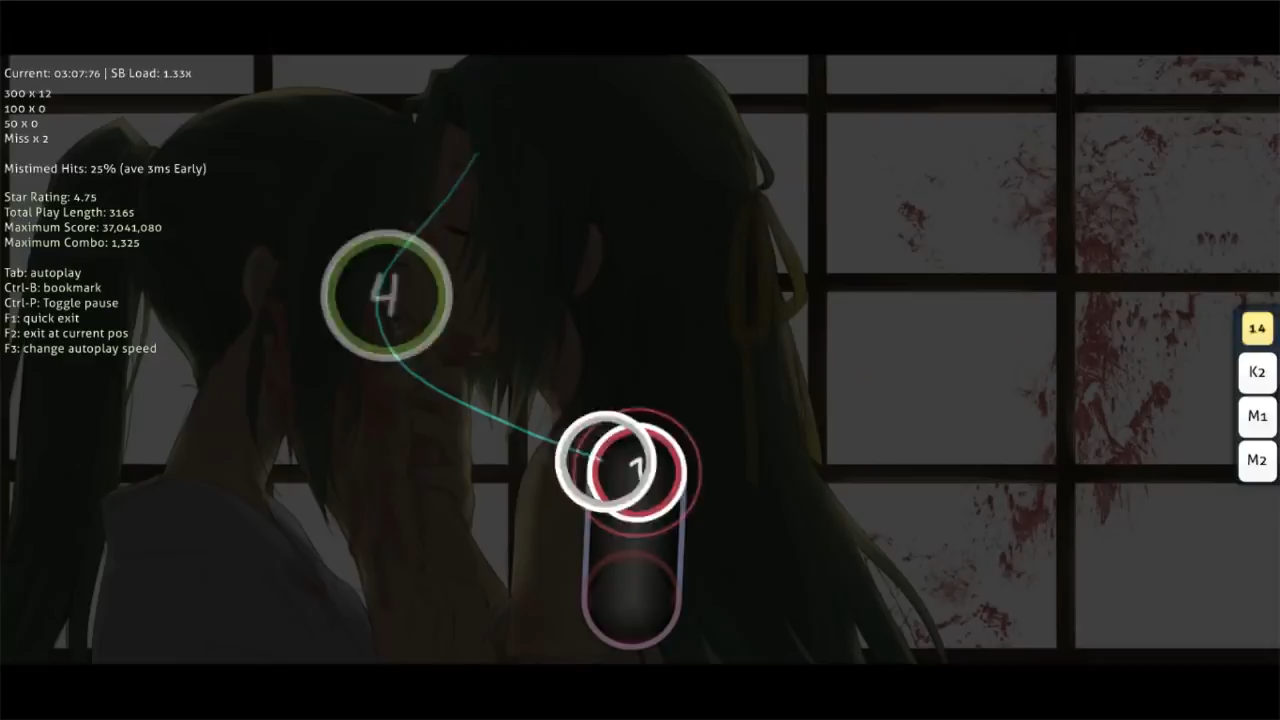 Current: 03:07:76 | SB Load: 1.33x
300 x 12
100 x 0
50 x 0
Miss x 2
Mistimed Hits: 25% (ave 3ms Early)
Star Rating: 4.75
Total Play Length: 3165
Maximum Score: 37,041,080
Maximum Combo: 1,325
Tab: autoplay
Ctrl-B: bookmark
Ctrl-P: Toggle pause
F1: quick exit
F2: exit at current pos
F3: change autoplay speed
4
1
14
K2
M1
M2